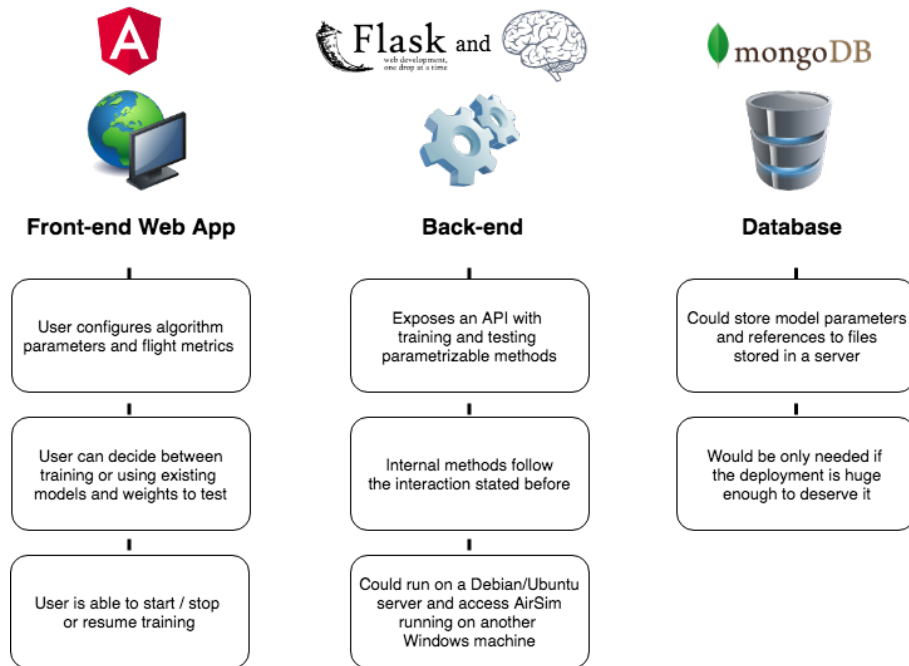 A
Flask and
web development,
one drop at a time
mongoDB
Front-end Web App
Back-end
Database
User configures algorithm
parameters and flight metrics
Exposes an API with
training and testing
parametrizable methods
Could store model parameters
and references to files
stored in a server
User can decide between
training or using existing
models and weights to test
Internal methods follow
the interaction stated before
Would be only needed if
the deployment is huge
enough to deserve it
User is able to start / stop
or resume training
Could run on a Debian/Ubuntu
server and access AirSim
running on another
Windows machine